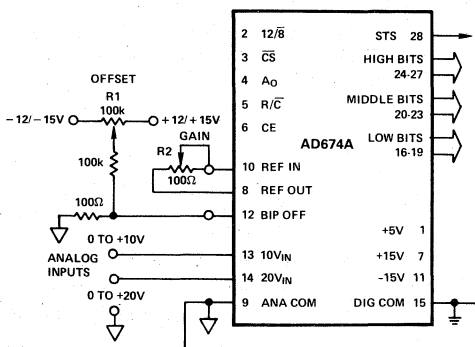 2 12/8̅
3 C̅S̅
4 AO
5 R/C̅
6 CE
10 REF IN
8 REF OUT
12 BIP OFF
13 10VIN
14 20VIN
9 ANA COM
AD674A
STS 28
HIGH BITS
24-27
MIDDLE BITS
20-23
LOW BITS
16-19
+5V 1
+15V 7
-15V 11
DIG COM 15
OFFSET
R1
100k
-12/-15V
+12/+15V
GAIN
R2
100Ω
100k
100Ω
0 TO +10V
ANALOG
INPUTS
0 TO +20V